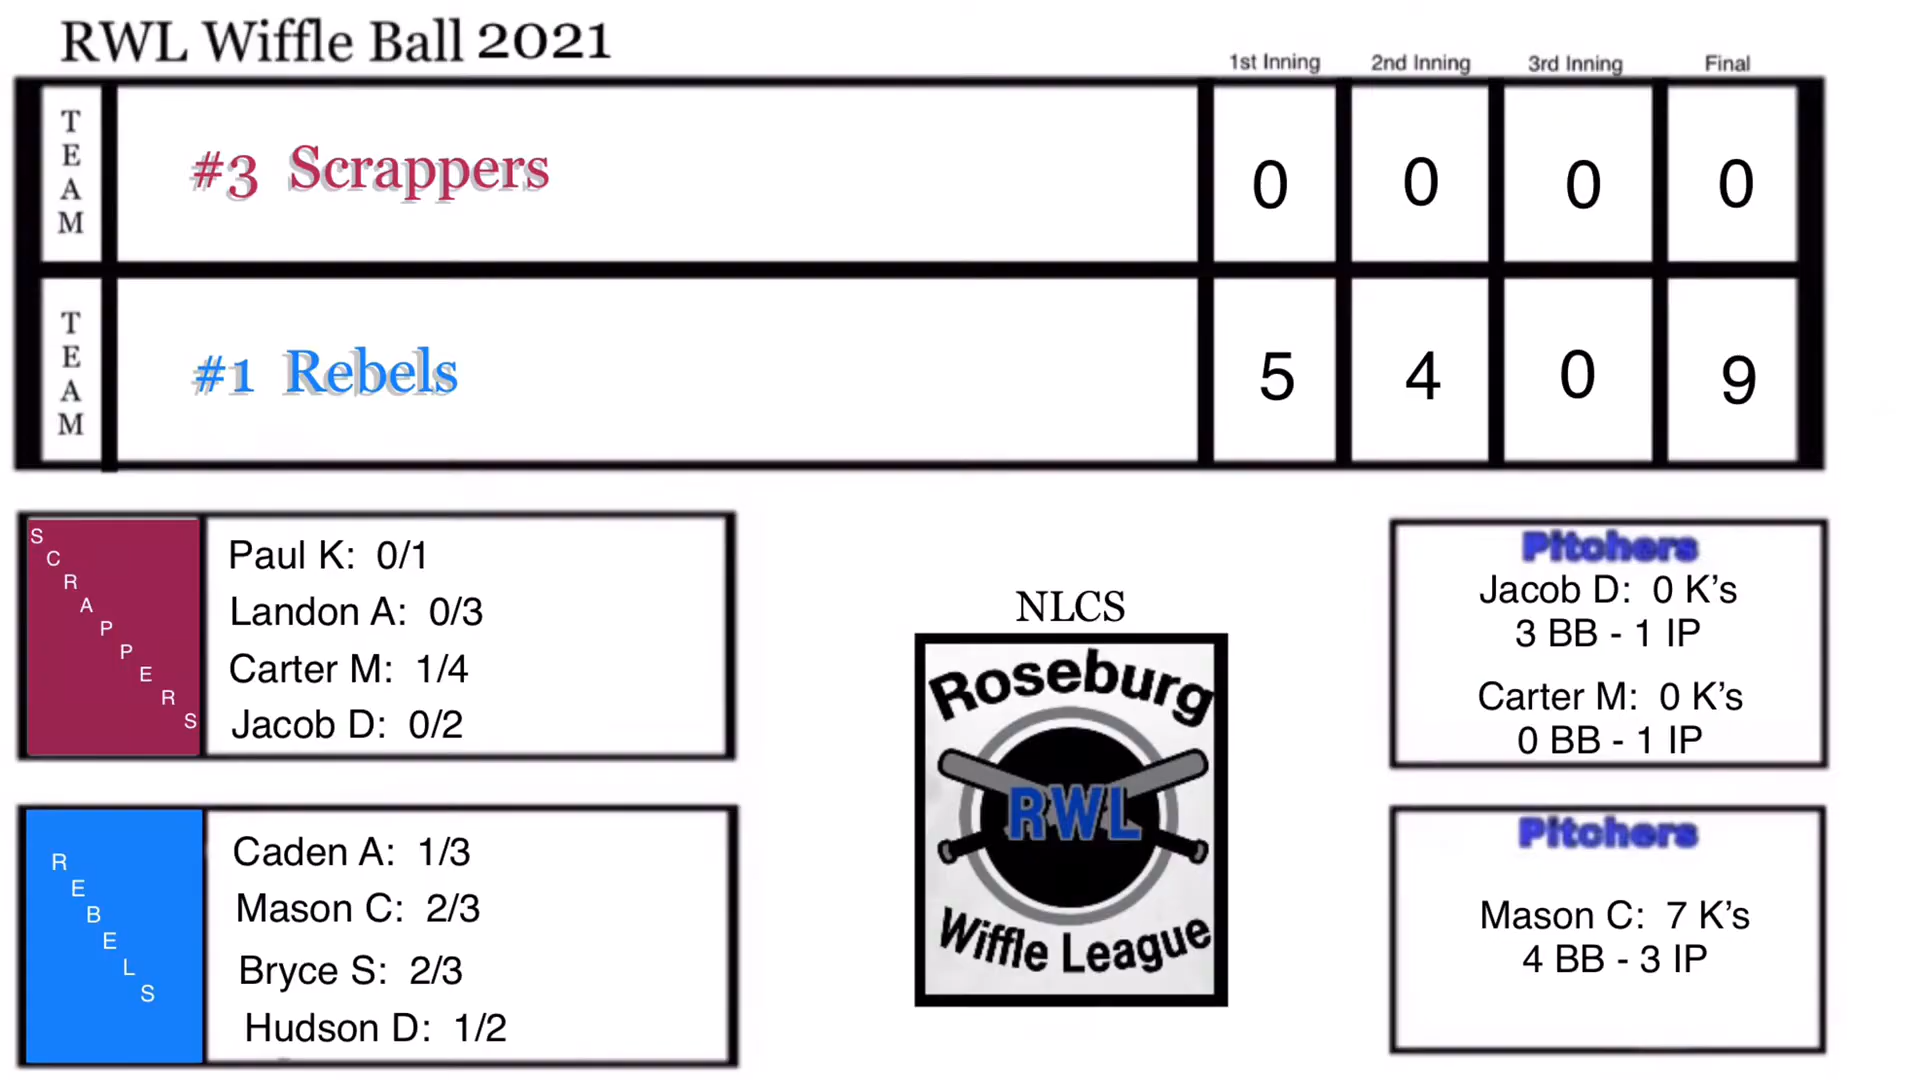 RWL Wiffle Ball 2021
1st Inning 2nd Inning 3rd Inning Final
TEAM #3 Scrappers 0 0 0 0
TEAM #1 Rebels 5 4 0 9
SCRAPPERS
Paul K: 0/1
Landon A: 0/3
Carter M: 1/4
Jacob D: 0/2
REBELS
Caden A: 1/3
Mason C: 2/3
Bryce S: 2/3
Hudson D: 1/2
NLCS
Roseburg
RWL
Wiffle League
Pitchers
Jacob D: 0 K’s
3 BB - 1 IP
Carter M: 0 K’s
0 BB - 1 IP
Pitchers
Mason C: 7 K’s
4 BB - 3 IP